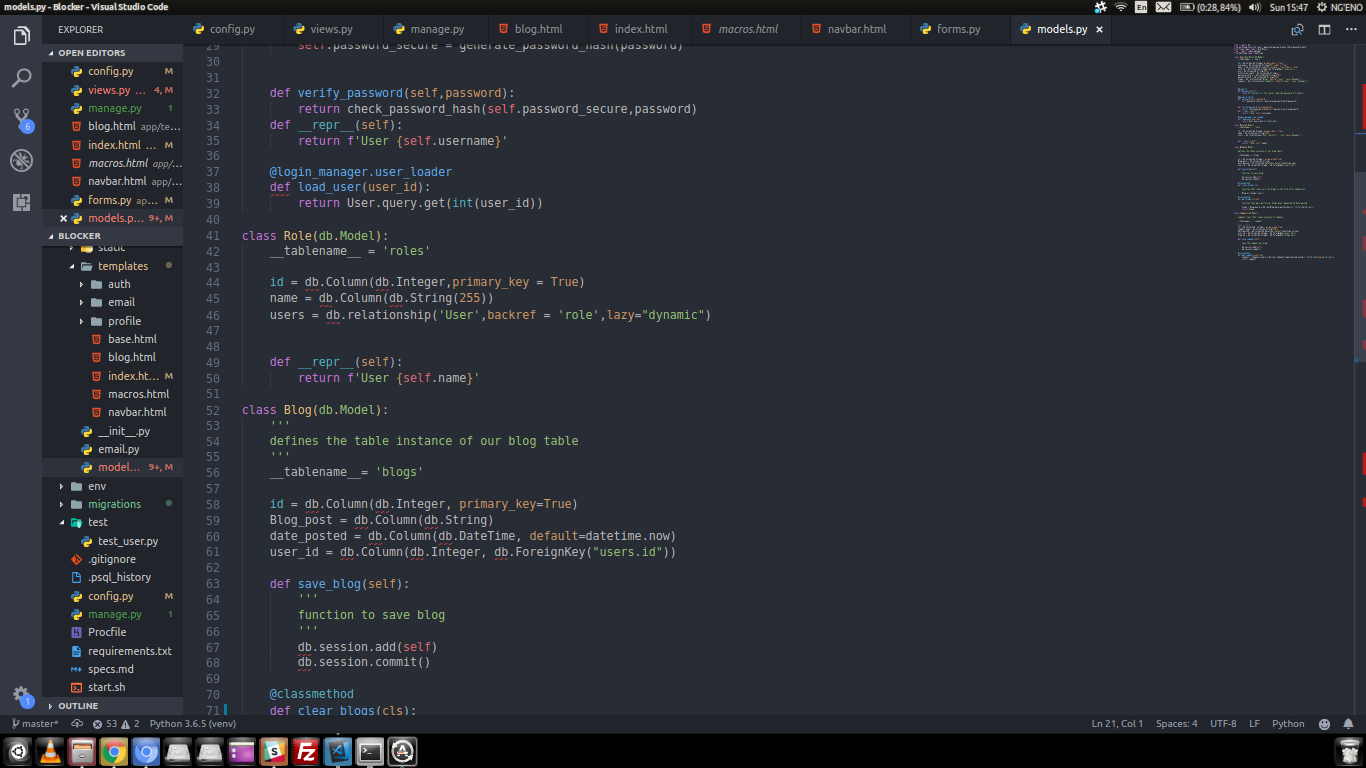 models.py - Blocker - Visual Studio Code
En
(0:28, 84%)
Sun 15:47
NG'ENO
EXPLORER
config.py
views.py
manage.py
blog.html
index.html
macros.html
navbar.html
forms.py
models.py ×
OPEN EDITORS
config.py M
views.py ... 4, M
manage.py 1
blog.html app/te...
index.html ... M
macros.html app/...
navbar.html app/...
forms.py ap... M
models.p... 9+, M
BLOCKER
static
templates
auth
email
profile
base.html
blog.html
index.ht... M
macros.html
navbar.html
__init__.py
email.py
model... 9+, M
env
migrations
test
test_user.py
.gitignore
.psql_history
config.py M
manage.py 1
Procfile
requirements.txt
specs.md
start.sh
OUTLINE
6
1
29 self.password_secure = generate_password_hash(password)
30
31
32 def verify_password(self,password):
33 return check_password_hash(self.password_secure,password)
34 def __repr__(self):
35 return f'User {self.username}'
36
37 @login_manager.user_loader
38 def load_user(user_id):
39 return User.query.get(int(user_id))
40
41 class Role(db.Model):
42 __tablename__ = 'roles'
43
44 id = db.Column(db.Integer,primary_key = True)
45 name = db.Column(db.String(255))
46 users = db.relationship('User',backref = 'role',lazy="dynamic")
47
48
49 def __repr__(self):
50 return f'User {self.name}'
51
52 class Blog(db.Model):
53 '''
54 defines the table instance of our blog table
55 '''
56 __tablename__= 'blogs'
57
58 id = db.Column(db.Integer, primary_key=True)
59 Blog_post = db.Column(db.String)
60 date_posted = db.Column(db.DateTime, default=datetime.now)
61 user_id = db.Column(db.Integer, db.ForeignKey("users.id"))
62
63 def save_blog(self):
64 '''
65 function to save blog
66 '''
67 db.session.add(self)
68 db.session.commit()
69
70 @classmethod
71 def clear_blogs(cls):
master*
53 2
Python 3.6.5 (venv)
Ln 21, Col 1
Spaces: 4
UTF-8
LF
Python